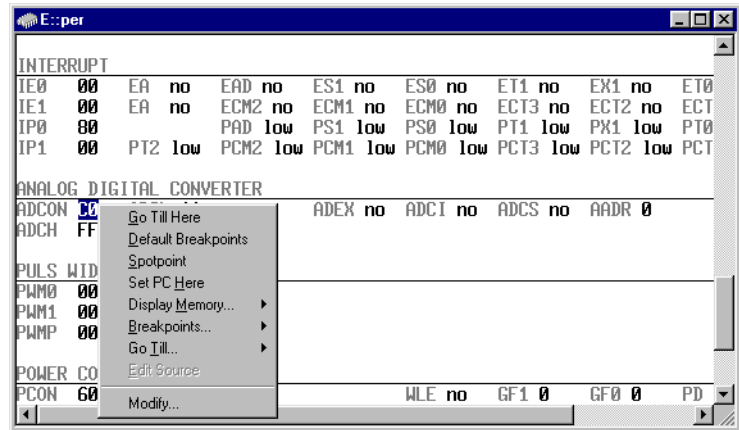 E::per
INTERRUPT
IE0 00 EA no EAD no ES1 no ES0 no ET1 no EX1 no ET0
IE1 00 EA no ECM2 no ECM1 no ECM0 no ECT3 no ECT2 no ECT
IP0 80 PAD low PS1 low PS0 low PT1 low PX1 low PT0
IP1 00 PT2 low PCM2 low PCM1 low PCM0 low PCT3 low PCT2 low PCT
ANALOG DIGITAL CONVERTER
ADCON C0 ADEX no ADCI no ADCS no AADR 0
ADCH FF
PULS WID
PWM0 00
PWM1 00
PWMP 00
POWER CO
PCON 60 WLE no GF1 0 GF0 0 PD
Go Till Here
Default Breakpoints
Spotpoint
Set PC Here
Display Memory...
Breakpoints...
Go Till...
Edit Source
Modify...